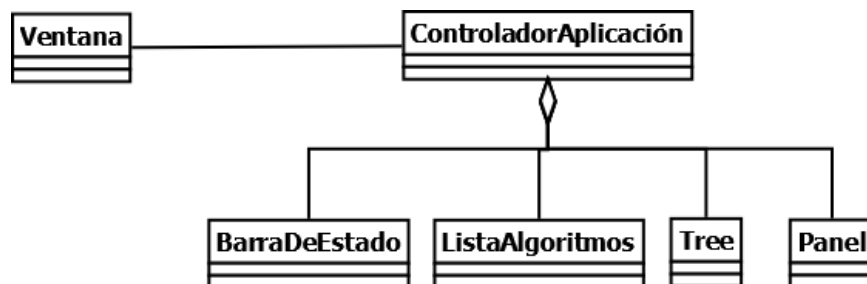 Ventana
ControladorAplicación
BarraDeEstado
ListaAlgoritmos
Tree
Panel